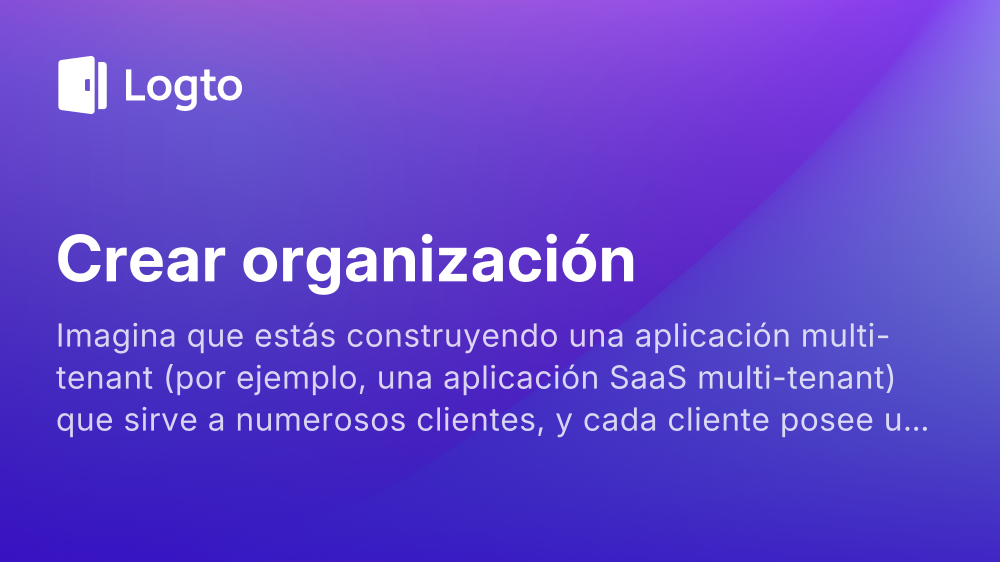 Logto
Crear organización
Imagina que estás construyendo una aplicación multi-
tenant (por ejemplo, una aplicación SaaS multi-tenant)
que sirve a numerosos clientes, y cada cliente posee u...